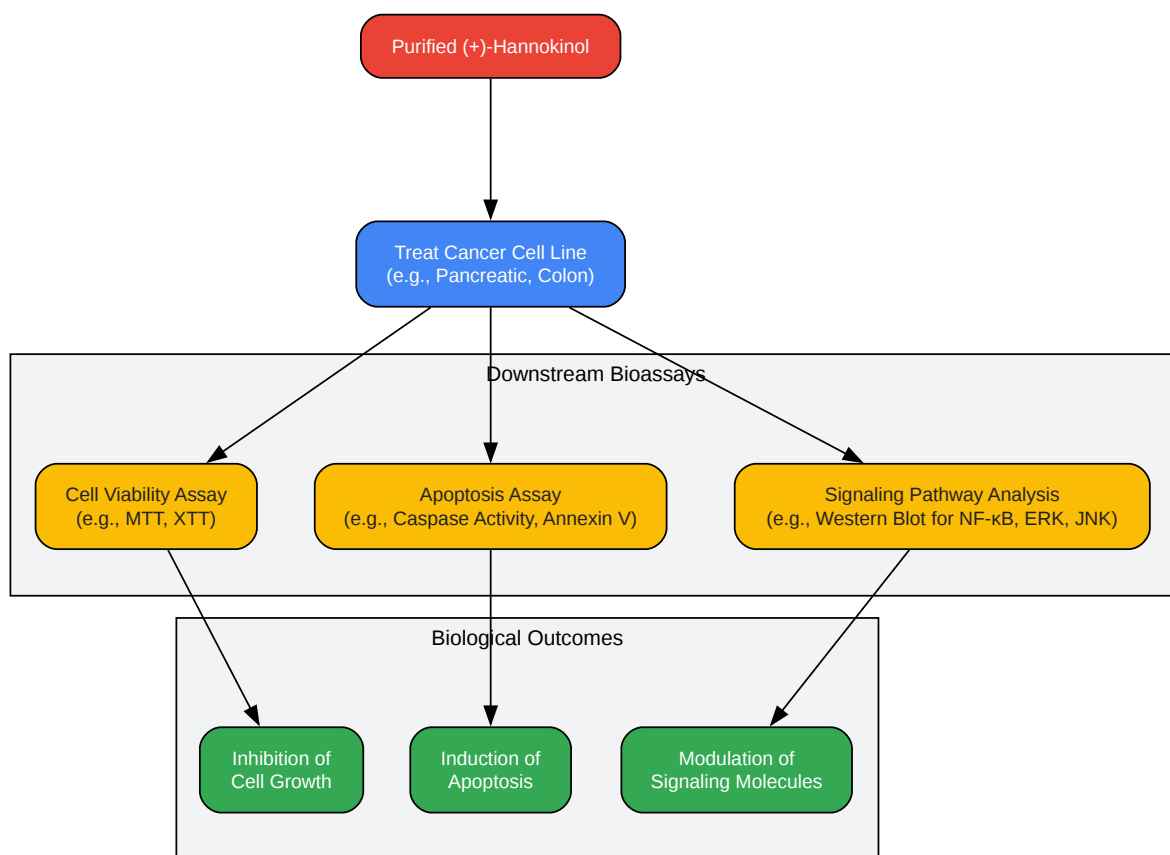 Purified (+)-Hannokinol
Treat Cancer Cell Line
(e.g., Pancreatic, Colon)
Downstream Bioassays
Cell Viability Assay
(e.g., MTT, XTT)
Apoptosis Assay
(e.g., Caspase Activity, Annexin V)
Signaling Pathway Analysis
(e.g., Western Blot for NF-κB, ERK, JNK)
Biological Outcomes
Inhibition of
Cell Growth
Induction of
Apoptosis
Modulation of
Signaling Molecules